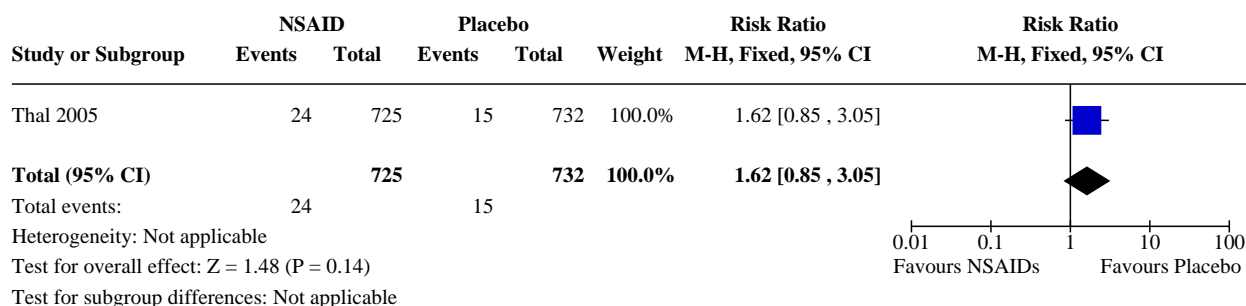 NSAID Placebo Risk Ratio Risk Ratio
Study or Subgroup Events Total Events Total Weight M-H, Fixed, 95% CI M-H, Fixed, 95% CI
Thal 2005 24 725 15 732 100.0% 1.62 [0.85 , 3.05]
Total (95% CI) 725 732 100.0% 1.62 [0.85 , 3.05]
Total events: 24 15
Heterogeneity: Not applicable 0.01 0.1 1 10 100
Test for overall effect: Z = 1.48 (P = 0.14) Favours NSAIDs Favours Placebo
Test for subgroup differences: Not applicable